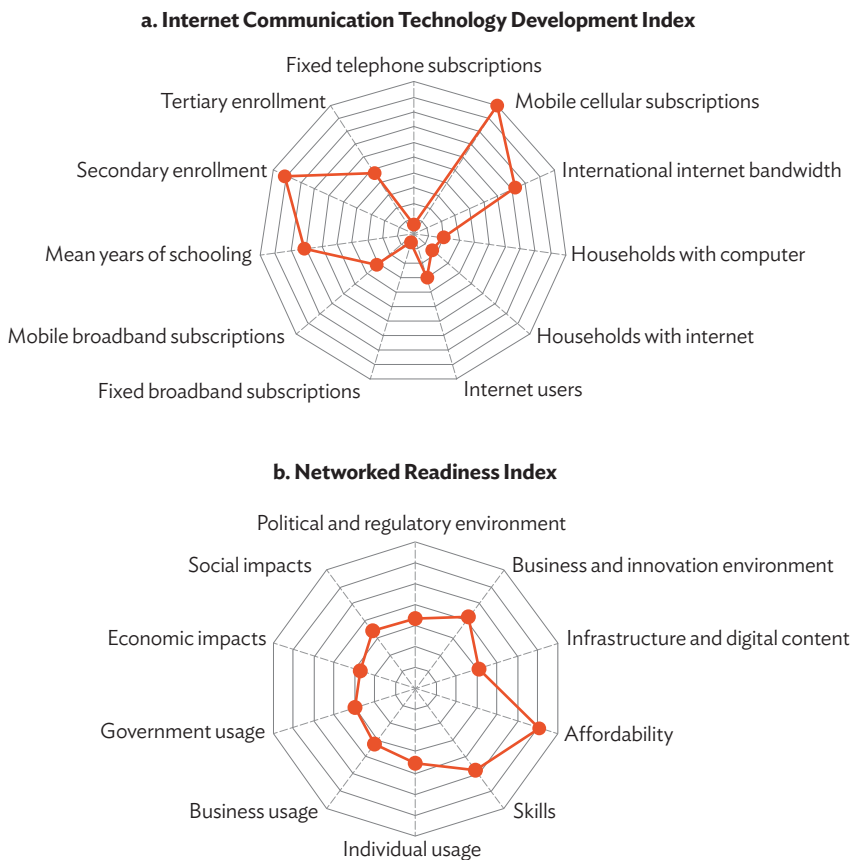 a. Internet Communication Technology Development Index
Fixed telephone subscriptions
Tertiary enrollment
Mobile cellular subscriptions
Secondary enrollment
International internet bandwidth
Mean years of schooling
Households with computer
Mobile broadband subscriptions
Households with internet
Fixed broadband subscriptions
Internet users
b. Networked Readiness Index
Political and regulatory environment
Social impacts
Business and innovation environment
Economic impacts
Infrastructure and digital content
Government usage
Affordability
Business usage
Skills
Individual usage